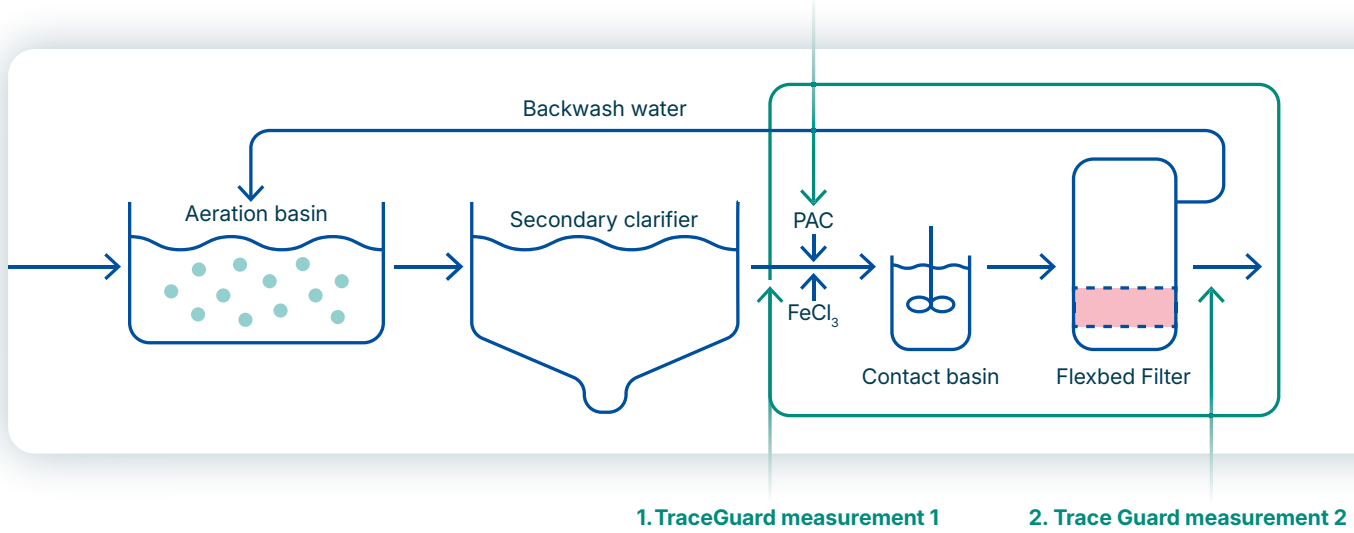 Backwash water
Aeration basin
Secondary clarifier
PAC
FeCl₃
Contact basin
Flexbed Filter
1. TraceGuard measurement 1
2. Trace Guard measurement 2